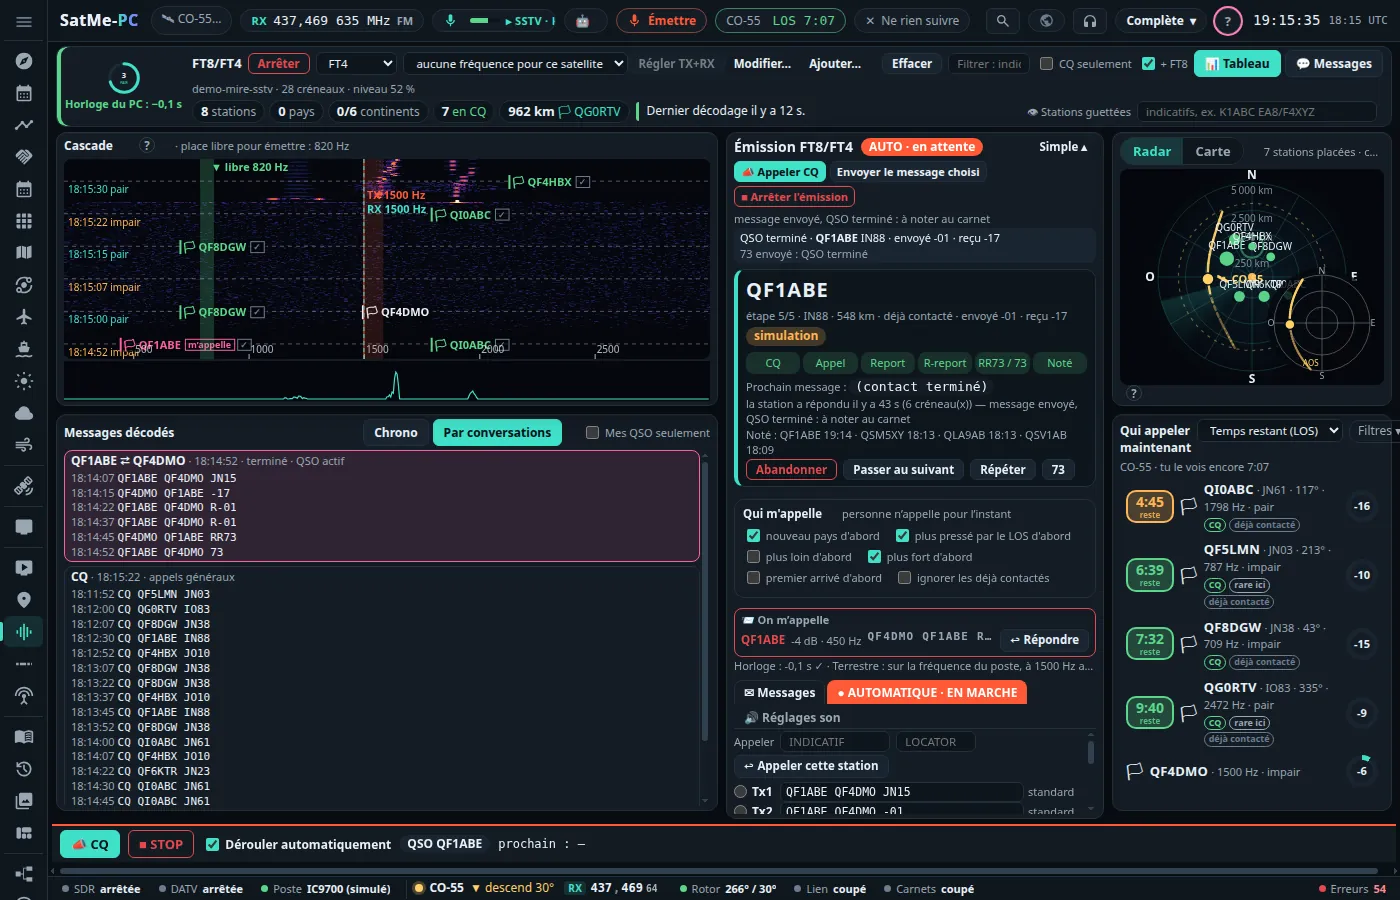 SatMe-PC CO-55... RX 437,469 635 MHz FM ▸ SSTV · Émettre CO-55 LOS 7:07 ✕ Ne rien suivre Complète ▾ ? 19:15:35 18:15 UTC
3
Horloge du PC : −0,1 s
FT8/FT4 Arrêter FT4 aucune fréquence pour ce satellite Régler TX+RX Modifier... Ajouter... Effacer Filtrer : indic CQ seulement + FT8 Tableau Messages
demo-mire-sstv · 28 créneaux · niveau 52 %
8 stations 0 pays 0/6 continents 7 en CQ 962 km QG0RTV Dernier décodage il y a 12 s. Stations guettées indicatifs, ex. K1ABC EA8/F4XYZ
Cascade ? · place libre pour émettre : 820 Hz
▼ libre 820 Hz
18:15:30 pair
QF4HBX
TX 1500 Hz
RX 1500 Hz
18:15:22 impair
QI0ABC
QF8DGW
18:15:15 pair
18:15:07 impair
QF8DGW
QF4DMO
18:15:00 pair
QF1ABE m'appelle
QI0ABC
18:14:52 impair
500 1000 1500 2000 2500
Messages décodés Chrono Par conversations Mes QSO seulement
QF1ABE ⇄ QF4DMO · 18:14:52 · terminé · QSO actif
18:14:07 QF1ABE QF4DMO JN15
18:14:15 QF4DMO QF1ABE -17
18:14:22 QF1ABE QF4DMO R-01
18:14:37 QF1ABE QF4DMO R-01
18:14:45 QF4DMO QF1ABE RR73
18:14:52 QF1ABE QF4DMO 73
CQ · 18:15:22 · appels généraux
18:11:52 CQ QF5LMN JN03
18:12:00 CQ QG0RTV IO83
18:12:07 CQ QF8DGW JN38
18:12:30 CQ QF1ABE IN88
18:12:52 CQ QF4HBX JO10
18:13:07 CQ QF8DGW JN38
18:13:22 CQ QF8DGW JN38
18:13:37 CQ QF4HBX JO10
18:13:45 CQ QF1ABE IN88
18:13:52 CQ QF8DGW JN38
18:14:00 CQ QI0ABC JN61
18:14:07 CQ QF4HBX JO10
18:14:22 CQ QF6KTR JN23
18:14:30 CQ QI0ABC JN61
18:14:45 CQ QI0ABC JN61
Émission FT8/FT4 AUTO · en attente Simple ▴
Appeler CQ Envoyer le message choisi
■ Arrêter l'émission
message envoyé, QSO terminé : à noter au carnet
QSO terminé · QF1ABE IN88 · envoyé -01 · reçu -17
73 envoyé : QSO terminé
QF1ABE
étape 5/5 · IN88 · 548 km · déjà contacté · envoyé -01 · reçu -17
simulation
CQ Appel Report R-report RR73 / 73 Noté
Prochain message : (contact terminé)
la station a répondu il y a 43 s (6 créneau(x)) — message envoyé,
QSO terminé : à noter au carnet
Noté : QF1ABE 19:14 · QSM5XY 18:13 · QLA9AB 18:13 · QSV1AB
18:09
Abandonner Passer au suivant Répéter 73
Qui m'appelle personne n’appelle pour l’instant
nouveau pays d'abord plus pressé par le LOS d'abord
plus loin d'abord plus fort d'abord
premier arrivé d'abord ignorer les déjà contactés
On m’appelle
QF1ABE -4 dB · 450 Hz QF4DMO QF1ABE R… ↩ Répondre
Horloge : -0,1 s ✓ · Terrestre : sur la fréquence du poste, à 1500 Hz a…
✉ Messages ● AUTOMATIQUE · EN MARCHE
Réglages son
Appeler INDICATIF LOCATOR
↩ Appeler cette station
Tx1 QF1ABE QF4DMO JN15 standard
Tx2 QF1ABE QF4DMO -01 standard
Radar Carte 7 stations placées · c...
N
5 000 km
2 500 km
QG0RTV
QF4HBX
QF1ABE QF8DGW
250 km
O E
N
O E
AOS
S
S
?
Qui appeler maintenant Temps restant (LOS) Filtres ▾
CO-55 · tu le vois encore 7:07
4:45 reste QI0ABC · JN61 · 117° ·
1798 Hz · pair -16
CQ déjà contacté
6:39 reste QF5LMN · JN03 · 213° ·
787 Hz · impair -10
CQ rare ici
déjà contacté
7:32 reste QF8DGW · JN38 · 43° ·
709 Hz · impair -15
CQ déjà contacté
9:40 reste QG0RTV · IO83 · 335° ·
2472 Hz · pair -9
CQ rare ici
déjà contacté
QF4DMO · 1500 Hz · impair -6
CQ ■ STOP Dérouler automatiquement QSO QF1ABE prochain : —
SDR arrêtée DATV arrêtée Poste IC9700 (simulé) CO-55 ▼ descend 30° RX 437,469 64 Rotor 266° / 30° Lien coupé Carnets coupé Erreurs 54